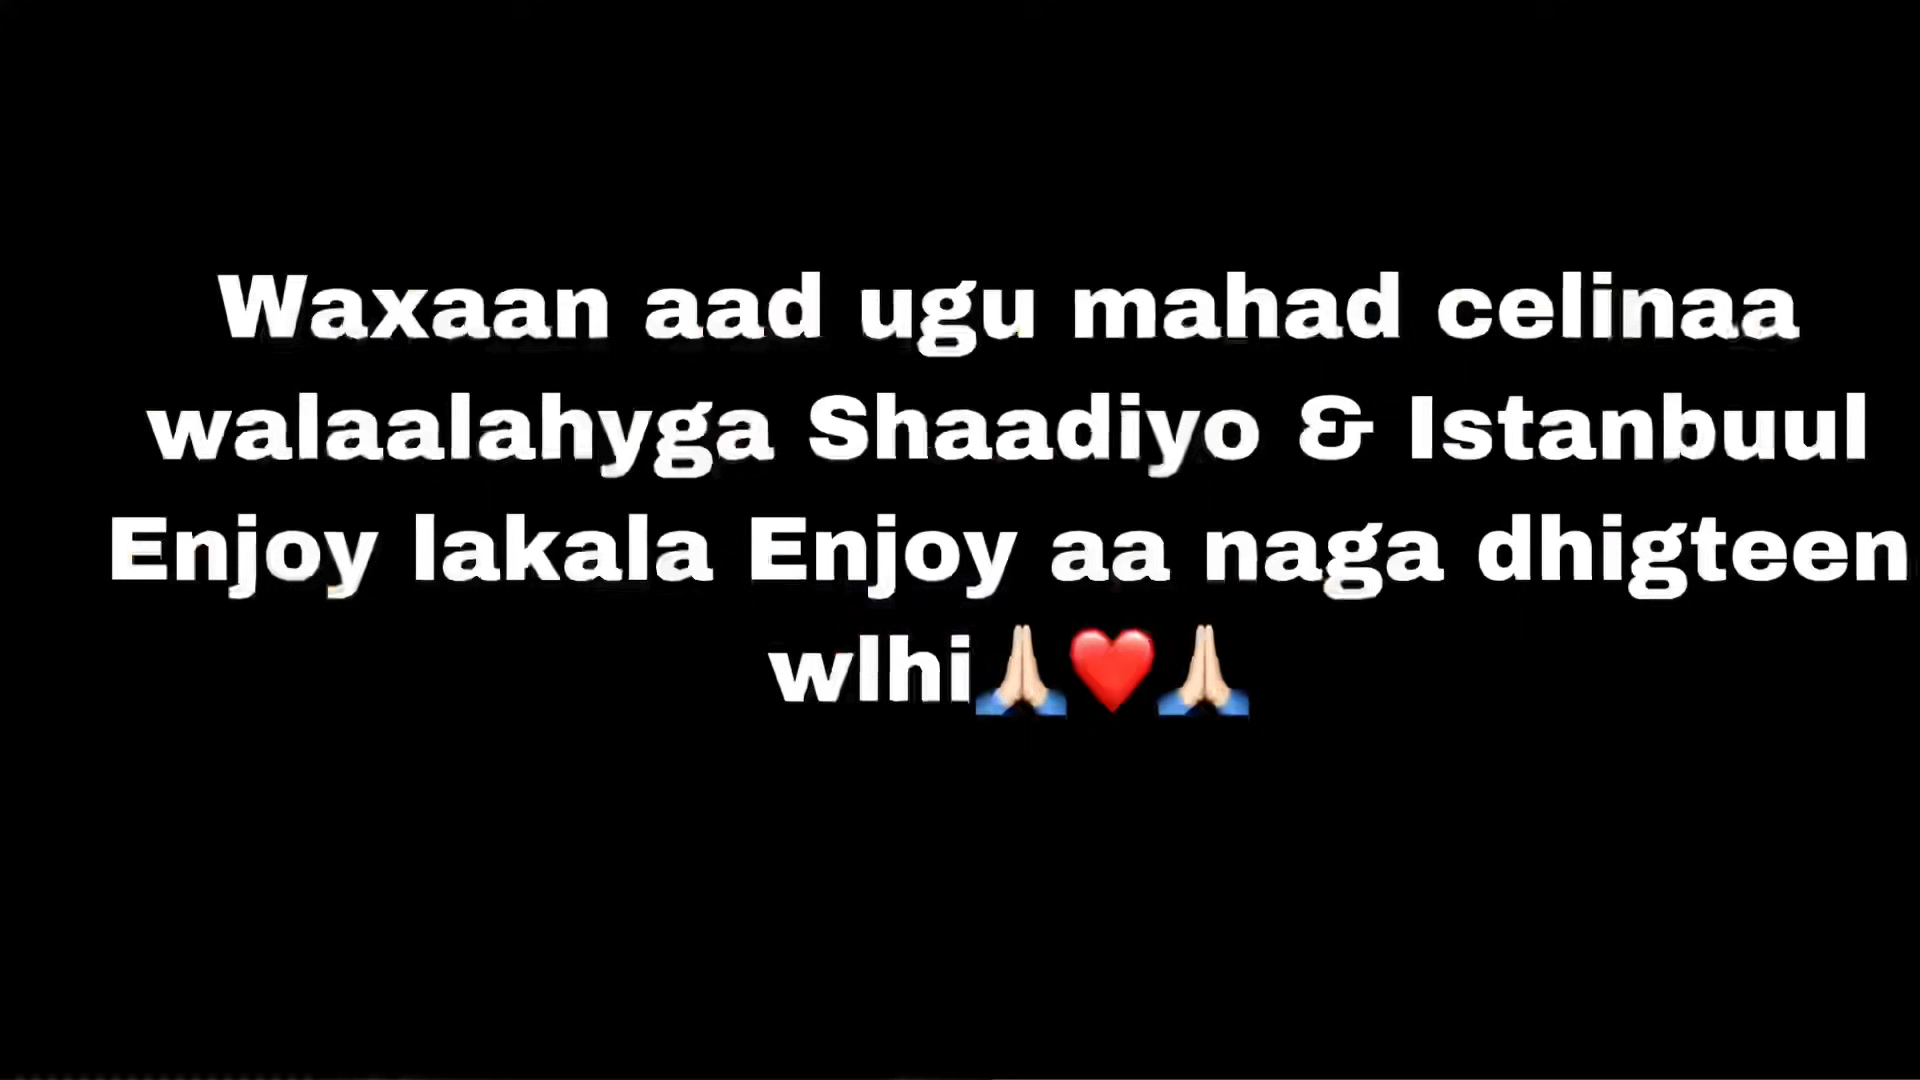 Waxaan aad ugu mahad celinaa
walaalahyga Shaadiyo & Istanbuul
Enjoy lakala Enjoy aa naga dhigteen
wlhi🙏🏻❤️🙏🏻